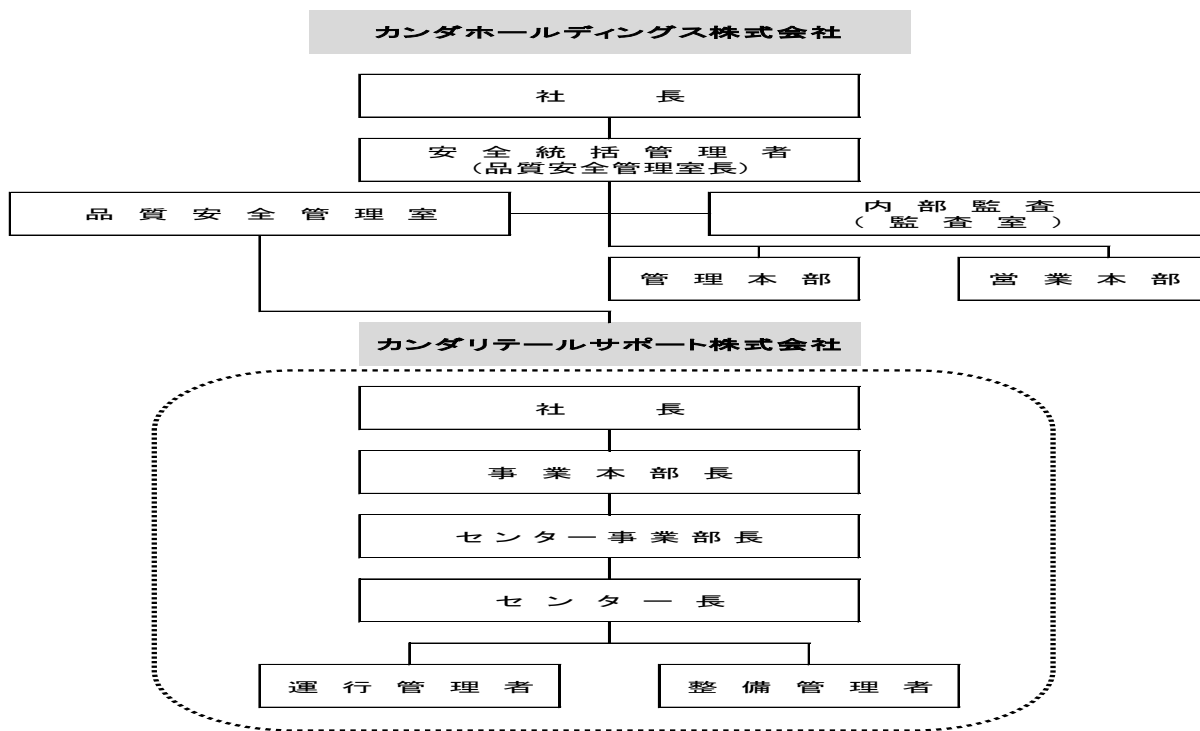 カンダホールディングス株式会社
社長
安全統括管理者
(品質安全管理室長)
品質安全管理室
内部監査
(監査室)
管理本部
営業本部
カンダリテールサポート株式会社
社長
事業本部長
センター事業部長
センター長
運行管理者
整備管理者